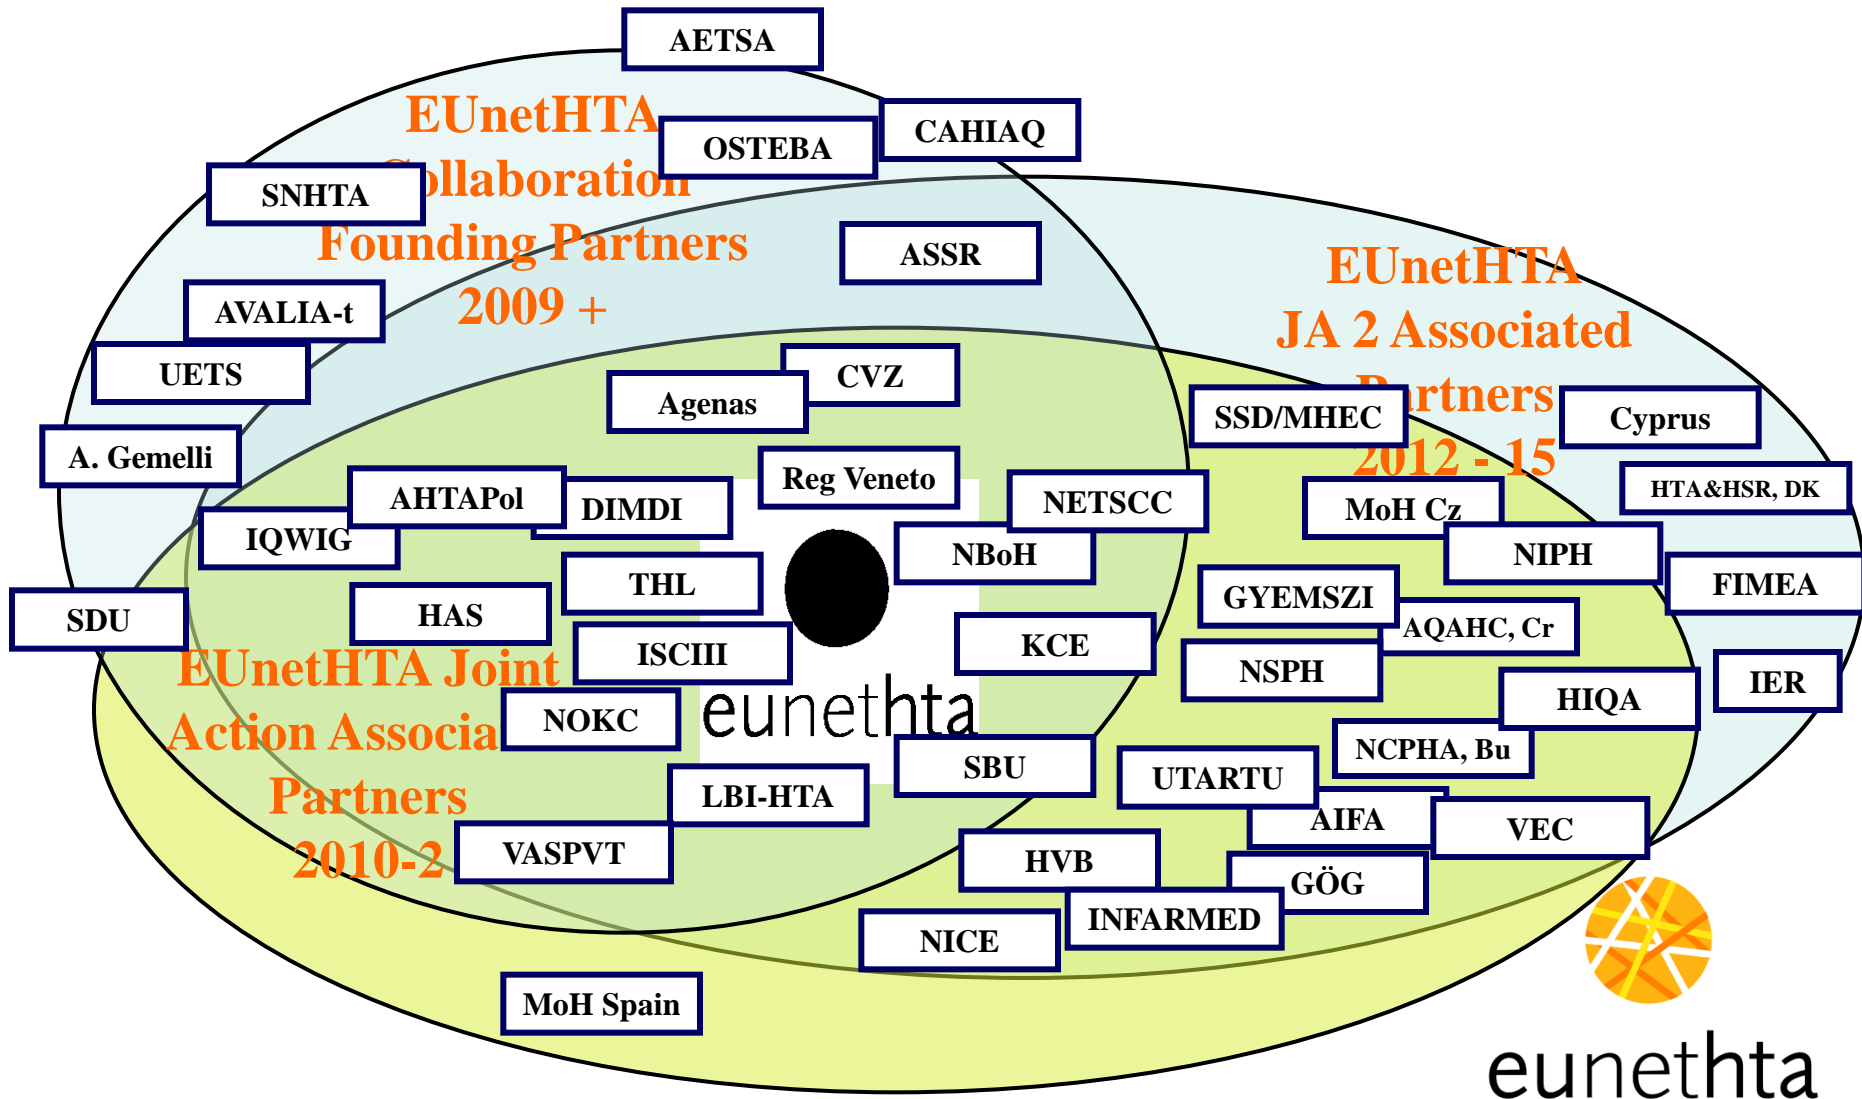 AETSA
EUnetHTA
Collaboration
Founding Partners
2009 +
OSTEBA
CAHIAQ
SNHTA
ASSR
AVALIA-t
UETS
A. Gemelli
SDU
EUnetHTA
JA 2 Associated
Partners
2012 - 15
CVZ
Agenas
SSD/MHEC
Cyprus
Reg Veneto
HTA&HSR, DK
AHTAPol
DIMDI
IQWIG
NETSCC
NBoH
MoH Cz
NIPH
FIMEA
THL
HAS
GYEMSZI
AQAHC, Cr
ISCIII
KCE
NSPH
IER
HIQA
EUnetHTA Joint
Action Associa
Partners
2010-2
NOKC
eunethta
NCPHA, Bu
SBU
UTARTU
LBI-HTA
AIFA
VEC
VASPVT
HVB
GÖG
INFARMED
NICE
MoH Spain
eunethta